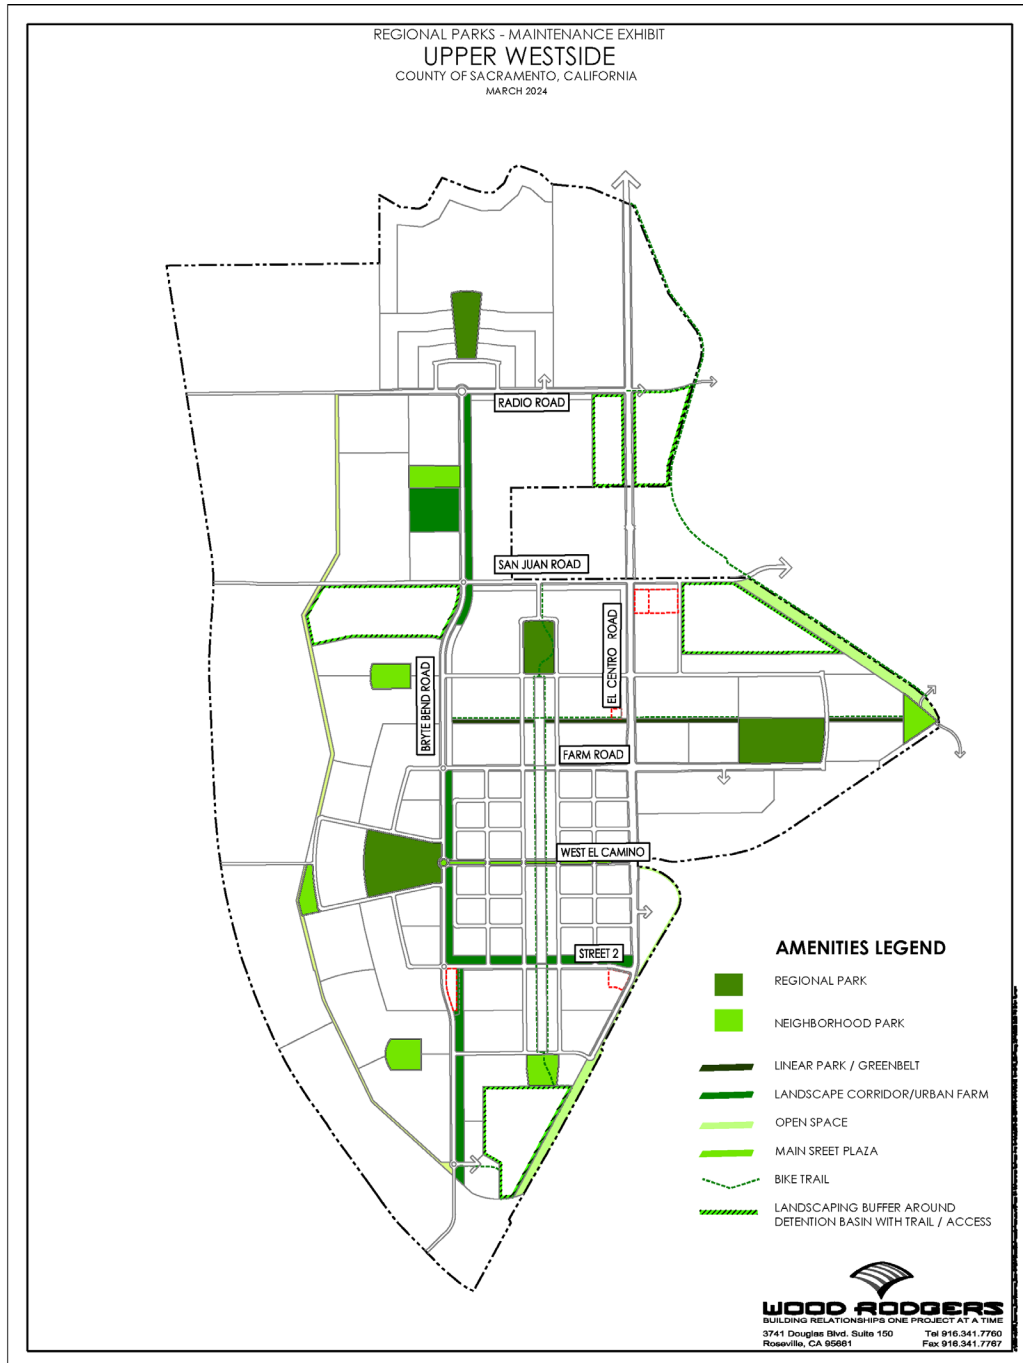 REGIONAL PARKS - MAINTENANCE EXHIBIT
UPPER WESTSIDE
COUNTY OF SACRAMENTO, CALIFORNIA
MARCH 2024
RADIO ROAD
SAN JUAN ROAD
EL CENTRO ROAD
BRYTE BEND ROAD
FARM ROAD
WEST EL CAMINO
STREET 2
AMENITIES LEGEND
REGIONAL PARK
NEIGHBORHOOD PARK
LINEAR PARK / GREENBELT
LANDSCAPE CORRIDOR/URBAN FARM
OPEN SPACE
MAIN SREET PLAZA
BIKE TRAIL
LANDSCAPING BUFFER AROUND
DETENTION BASIN WITH TRAIL / ACCESS
WOOD RODGERS
BUILDING RELATIONSHIPS ONE PROJECT AT A TIME
3741 Douglas Blvd. Suite 150 Tel 916.341.7760
Roseville, CA 95661 Fax 916.341.7767